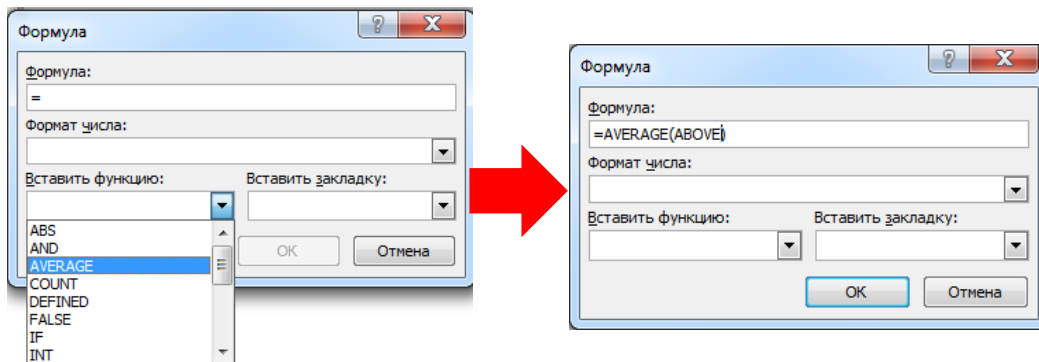 Формула
Формула:
=
Формат числа:
Вставить функцию: Вставить закладку:
ABS
AND
AVERAGE
COUNT
DEFINED
FALSE
IF
INT
OK Отмена
Формула
Формула:
=AVERAGE(ABOVE)
Формат числа:
Вставить функцию: Вставить закладку:
OK Отмена